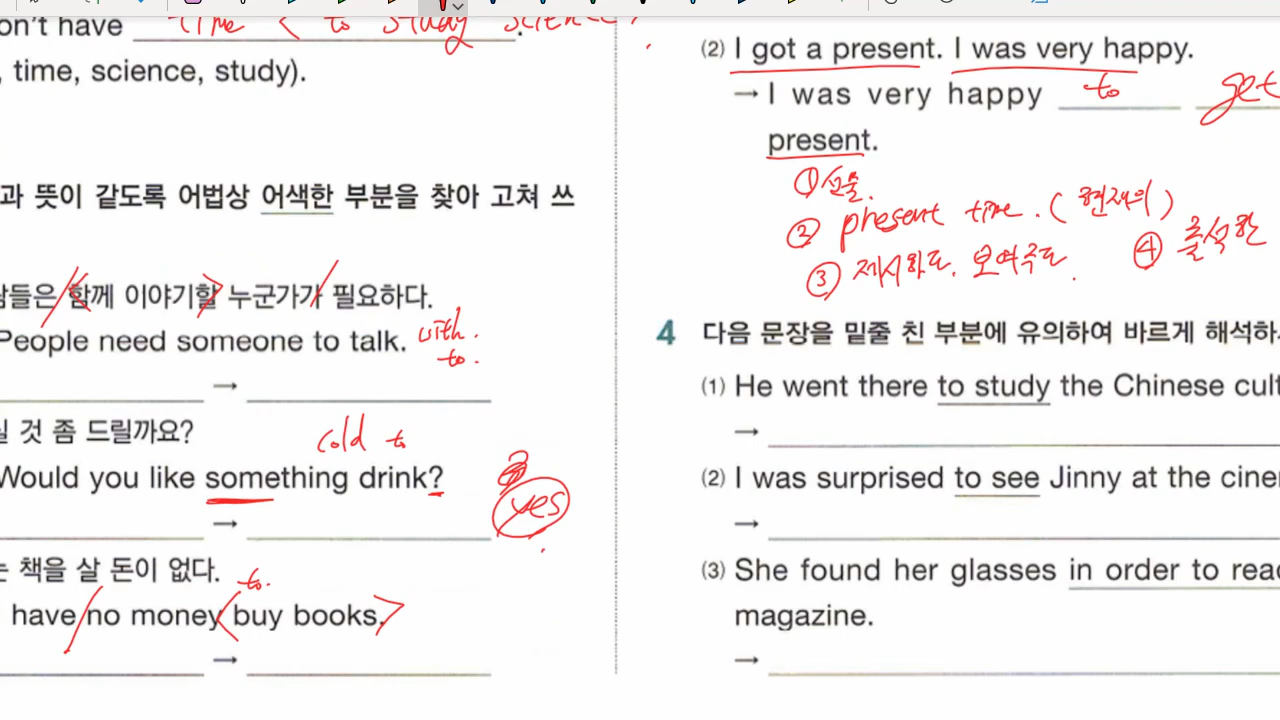 on't have time < to study science
, time, science, study).
과 뜻이 같도록 어법상 어색한 부분을 찾아 고쳐 쓰
람들은 함께 이야기할 누군가가 필요하다.
People need someone to talk. with.
to.
→
실 것 좀 드릴까요?
cold to
Would you like something drink?
yes
→
는 책을 살 돈이 없다.
to.
have no money < buy books. >
→
(2) I got a present. I was very happy.
→ I was very happy to get
present.
① 선물.
② present time. (현재의)
③ 제시하다. 보여주다.
④ 출석한
4 다음 문장을 밑줄 친 부분에 유의하여 바르게 해석하
(1) He went there to study the Chinese cult
→
(2) I was surprised to see Jinny at the cine
→
(3) She found her glasses in order to rea
magazine.
→